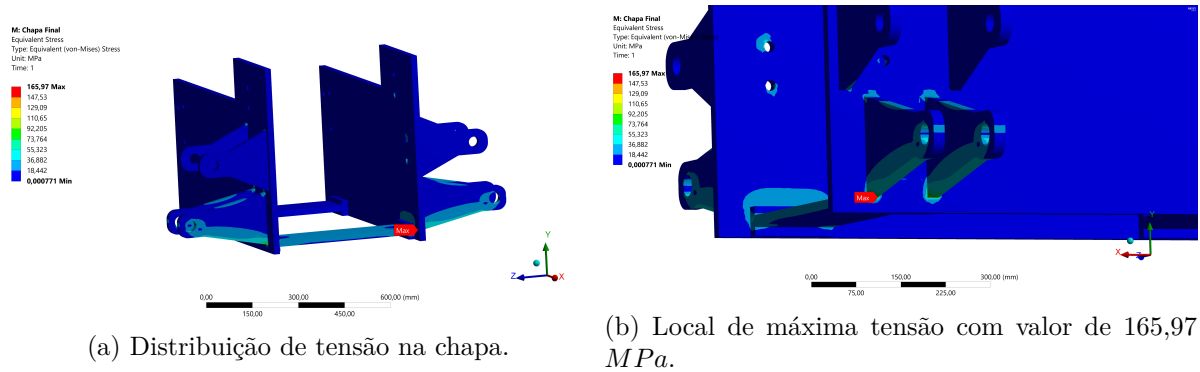 M: Chapa Final
Equivalent Stress
Type: Equivalent (von-Mises) Stress
Unit: MPa
Time: 1
165,97 Max
147,53
129,09
110,65
92,205
73,764
55,323
36,882
18,442
0,000771 Min
Max
Y
Z
X
0,00
300,00
600,00 (mm)
150,00
450,00
(a) Distribuição de tensão na chapa.
M: Chapa Final
Equivalent Stress
Type: Equivalent (von-Mis
Unit: MPa
Time: 1
165,97 Max
147,53
129,09
110,65
92,205
73,764
55,323
36,882
18,442
0,000771 Min
Max
Y
X
Z
0,00
150,00
300,00 (mm)
75,00
225,00
(b) Local de máxima tensão com valor de 165,97
MPa.